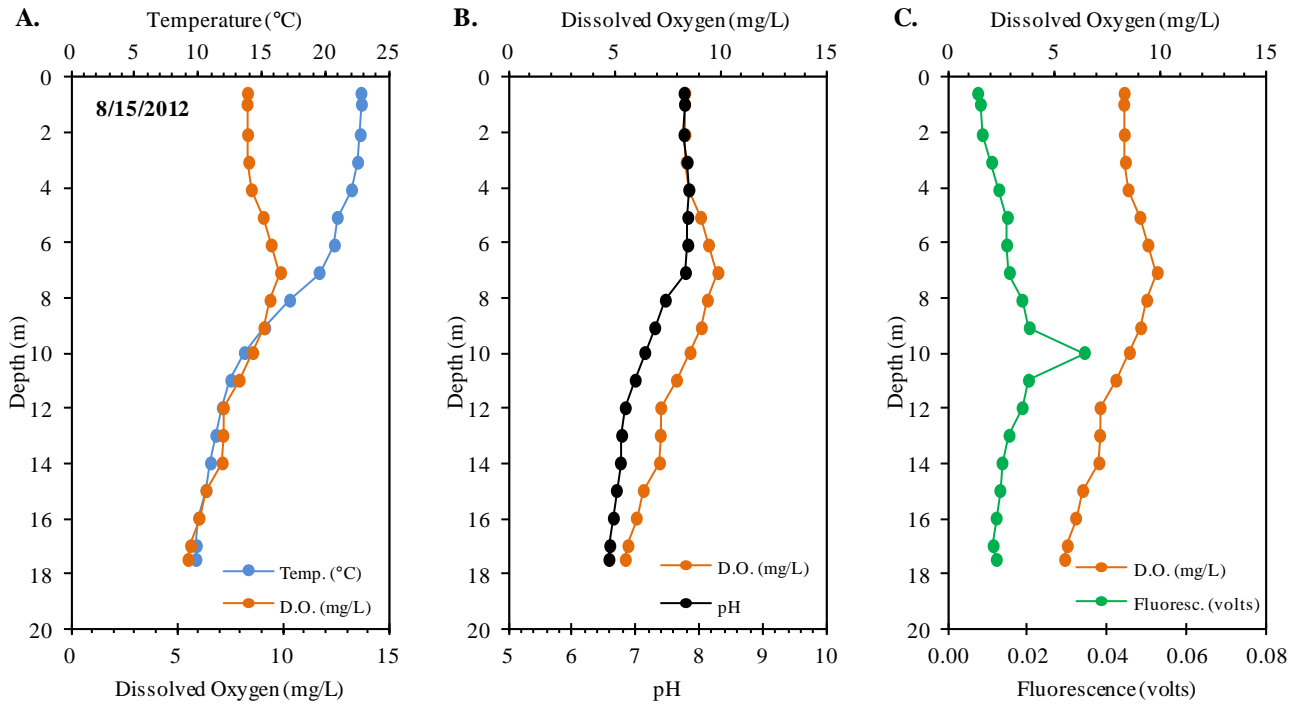 A.
Temperature (°C)
0 5 10 15 20 25
0
2
4
6
8
10
12
14
16
18
20
Depth (m)
8/15/2012
Temp. (°C)
D.O. (mg/L)
0 5 10 15
Dissolved Oxygen (mg/L)
B.
Dissolved Oxygen (mg/L)
0 5 10 15
0
2
4
6
8
10
12
14
16
18
20
Depth (m)
D.O. (mg/L)
pH
5 6 7 8 9 10
pH
C.
Dissolved Oxygen (mg/L)
0 5 10 15
0
2
4
6
8
10
12
14
16
18
20
Depth (m)
D.O. (mg/L)
Fluoresc. (volts)
0.00 0.02 0.04 0.06 0.08
Fluorescence (volts)